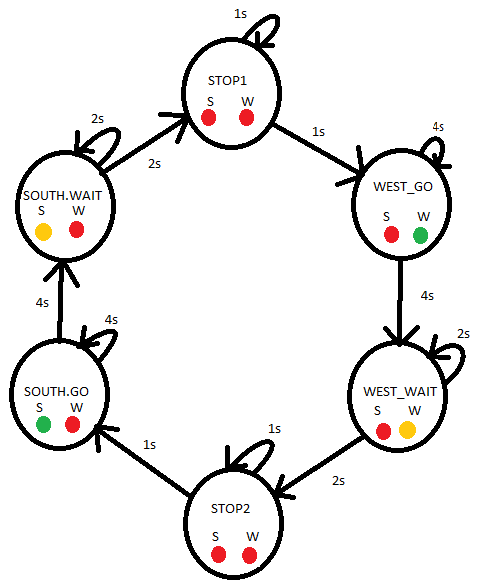 1s
STOP1
S W
1s
4s
WEST_GO
S W
4s
2s
WEST_WAIT
S W
2s
1s
STOP2
S W
1s
4s
SOUTH.GO
S W
4s
2s
SOUTH.WAIT
S W
2s